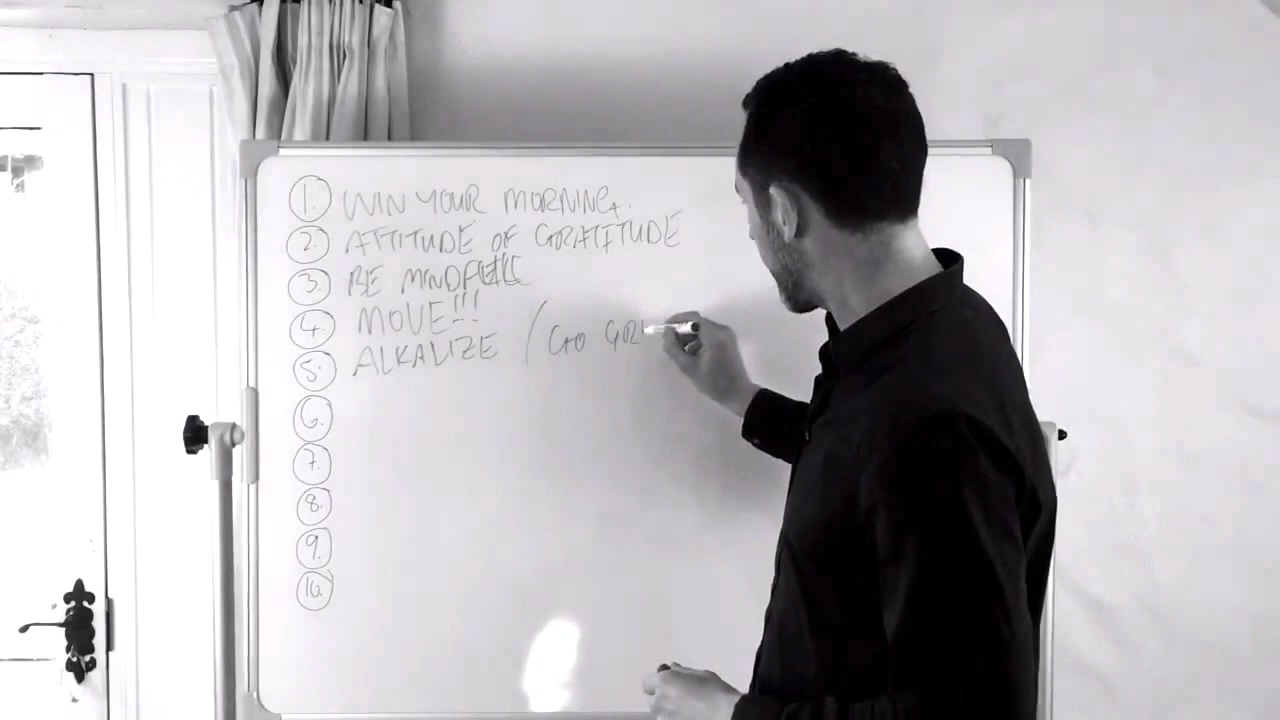 1. WIN YOUR MORNING.
2. ATTITUDE OF GRATITUDE
3. BE MINDFULL
4. MOVE!!!
5. ALKALIZE / (GO GR
6.
7.
8.
9.
10.